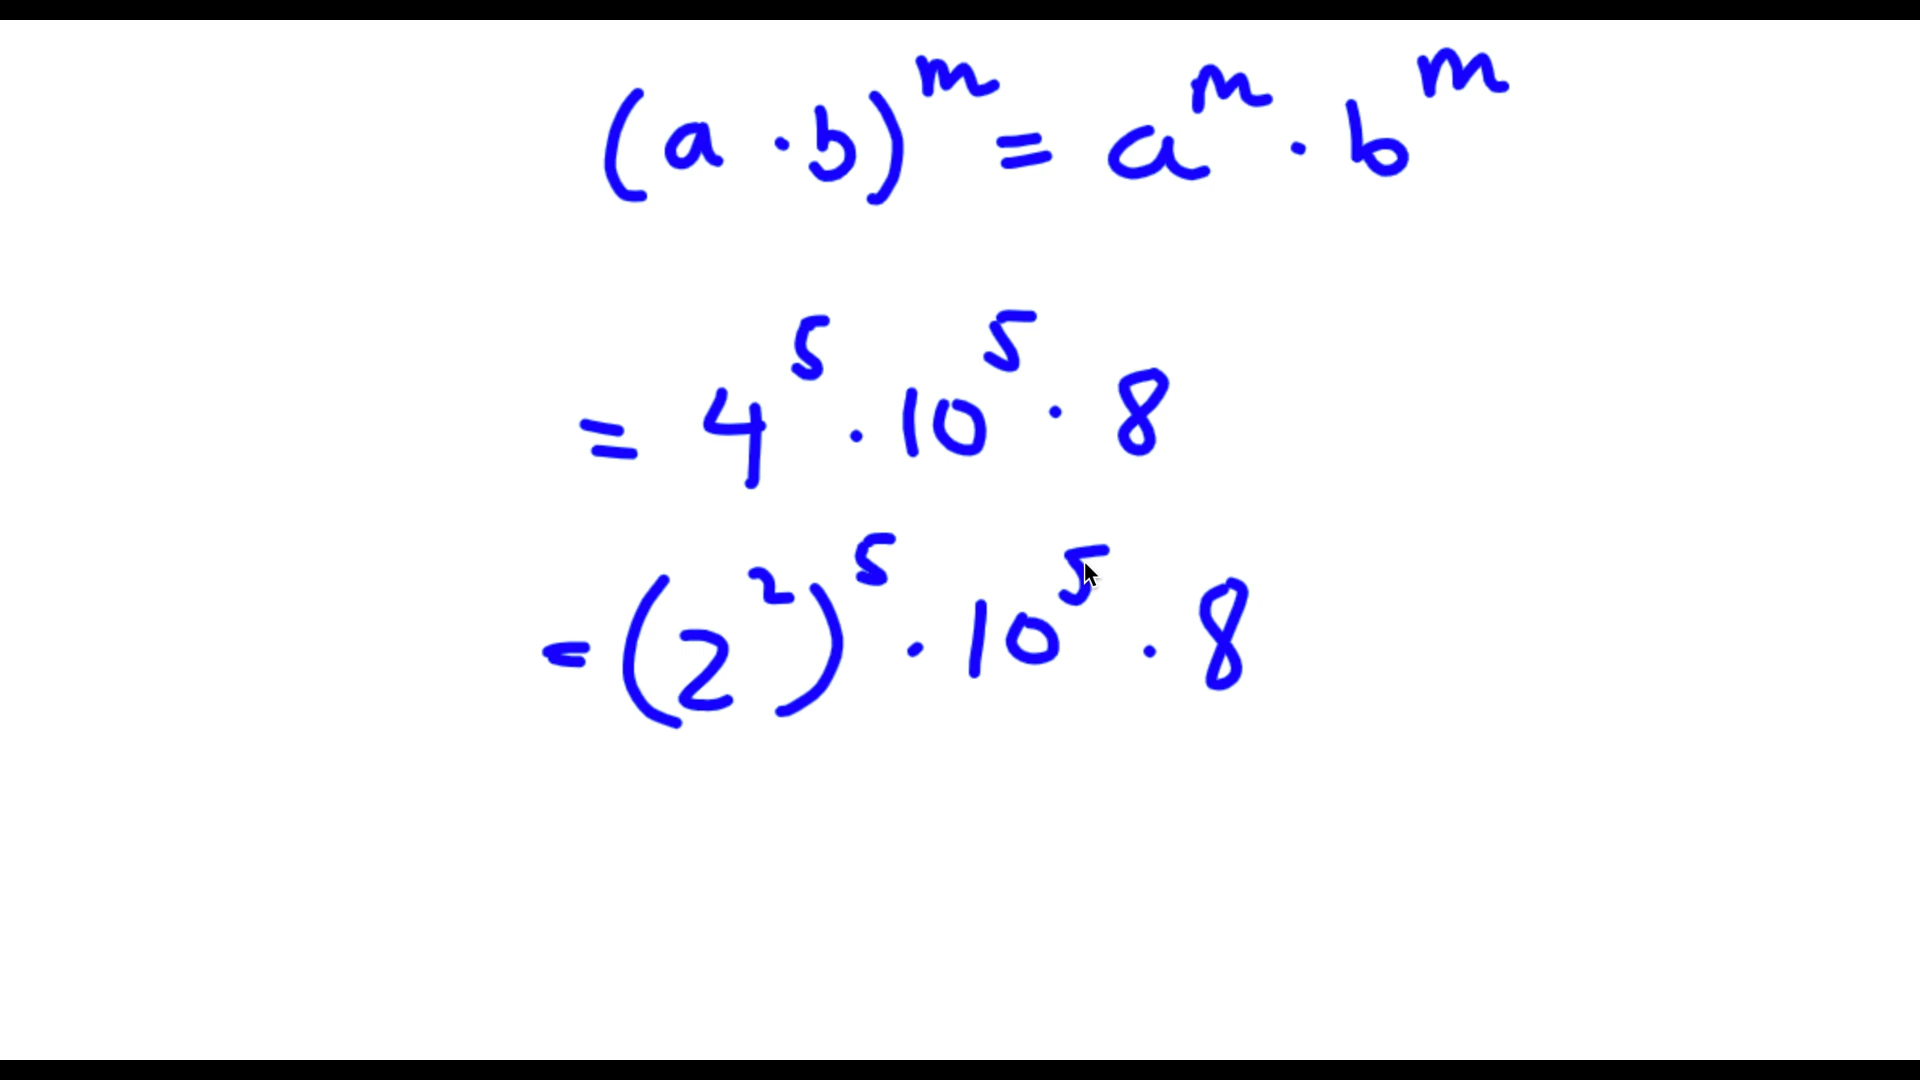 (a · b)^m = a^m · b^m
= 4^5 · 10^5 · 8
= (2^2)^5 · 10^5 · 8